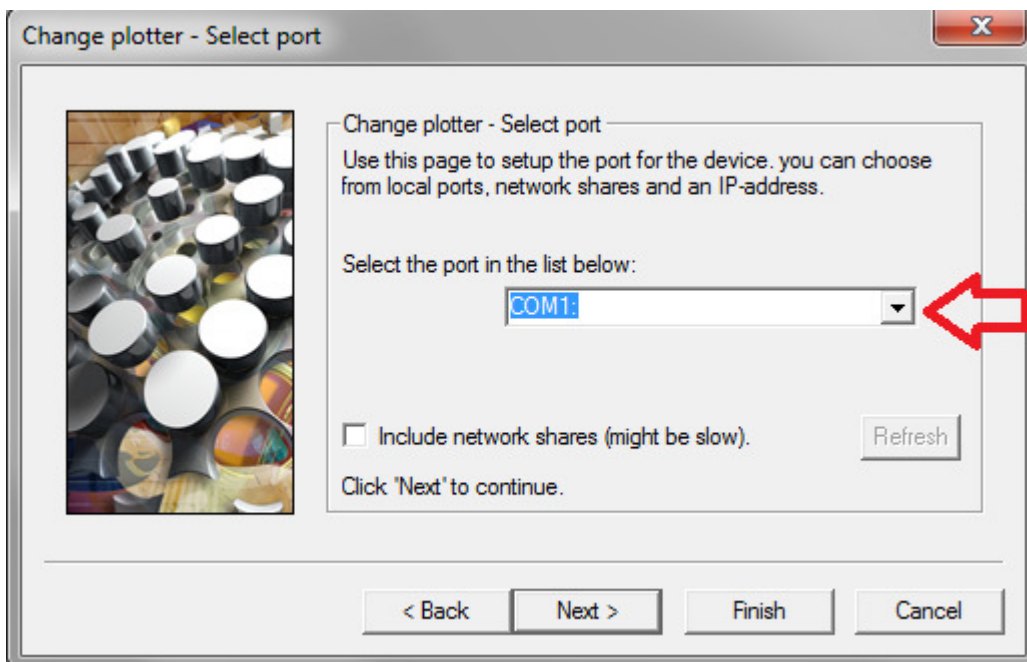 Change plotter - Select port
x
Change plotter - Select port
Use this page to setup the port for the device. you can choose
from local ports, network shares and an IP-address.
Select the port in the list below:
COM1:
Include network shares (might be slow).
Refresh
Click 'Next' to continue.
< Back
Next >
Finish
Cancel